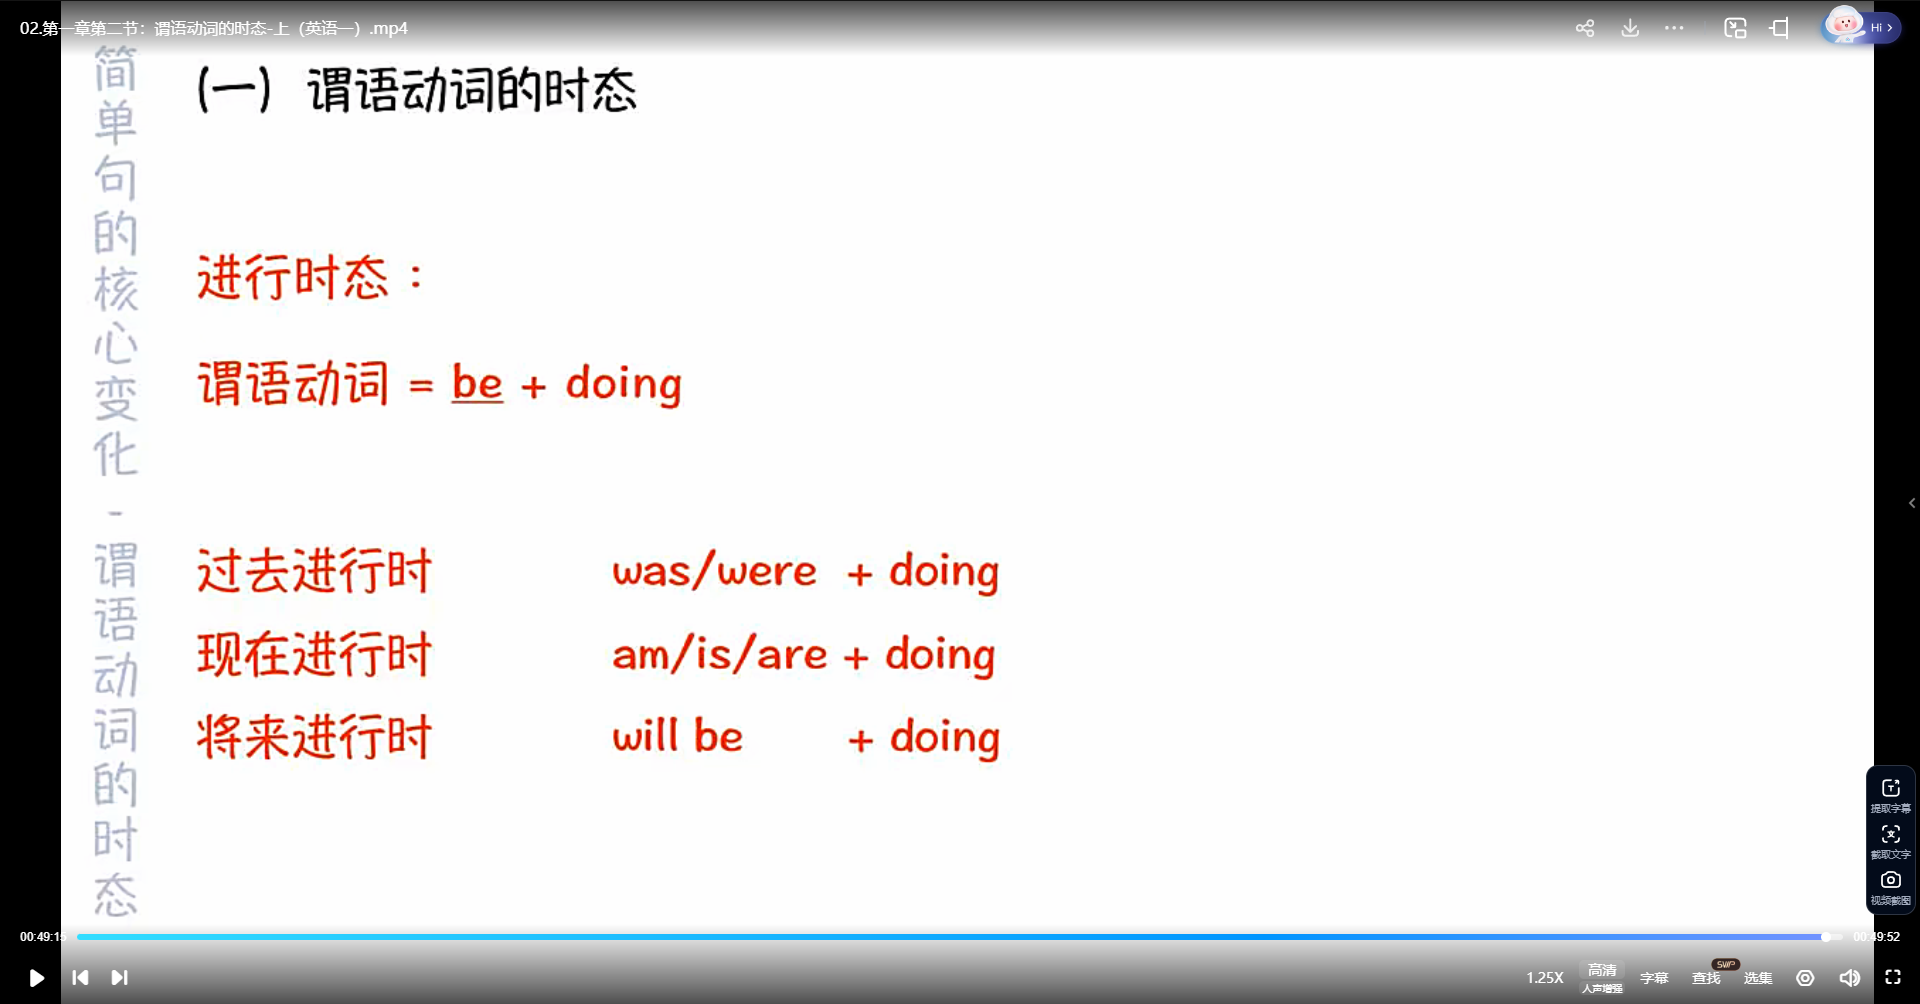 02.第一章第二节：谓语动词的时态-上（英语一）.mp4
Hi
简单句的核心变化-谓语动词的时态
(一) 谓语动词的时态
进行时态：
谓语动词 = be + doing
过去进行时 was/were + doing
现在进行时 am/is/are + doing
将来进行时 will be + doing
提取字幕
截取文字
视频截图
00:49:15
00:49:52
1.25X
高清
人声增强
字幕
SVIP
查找
选集